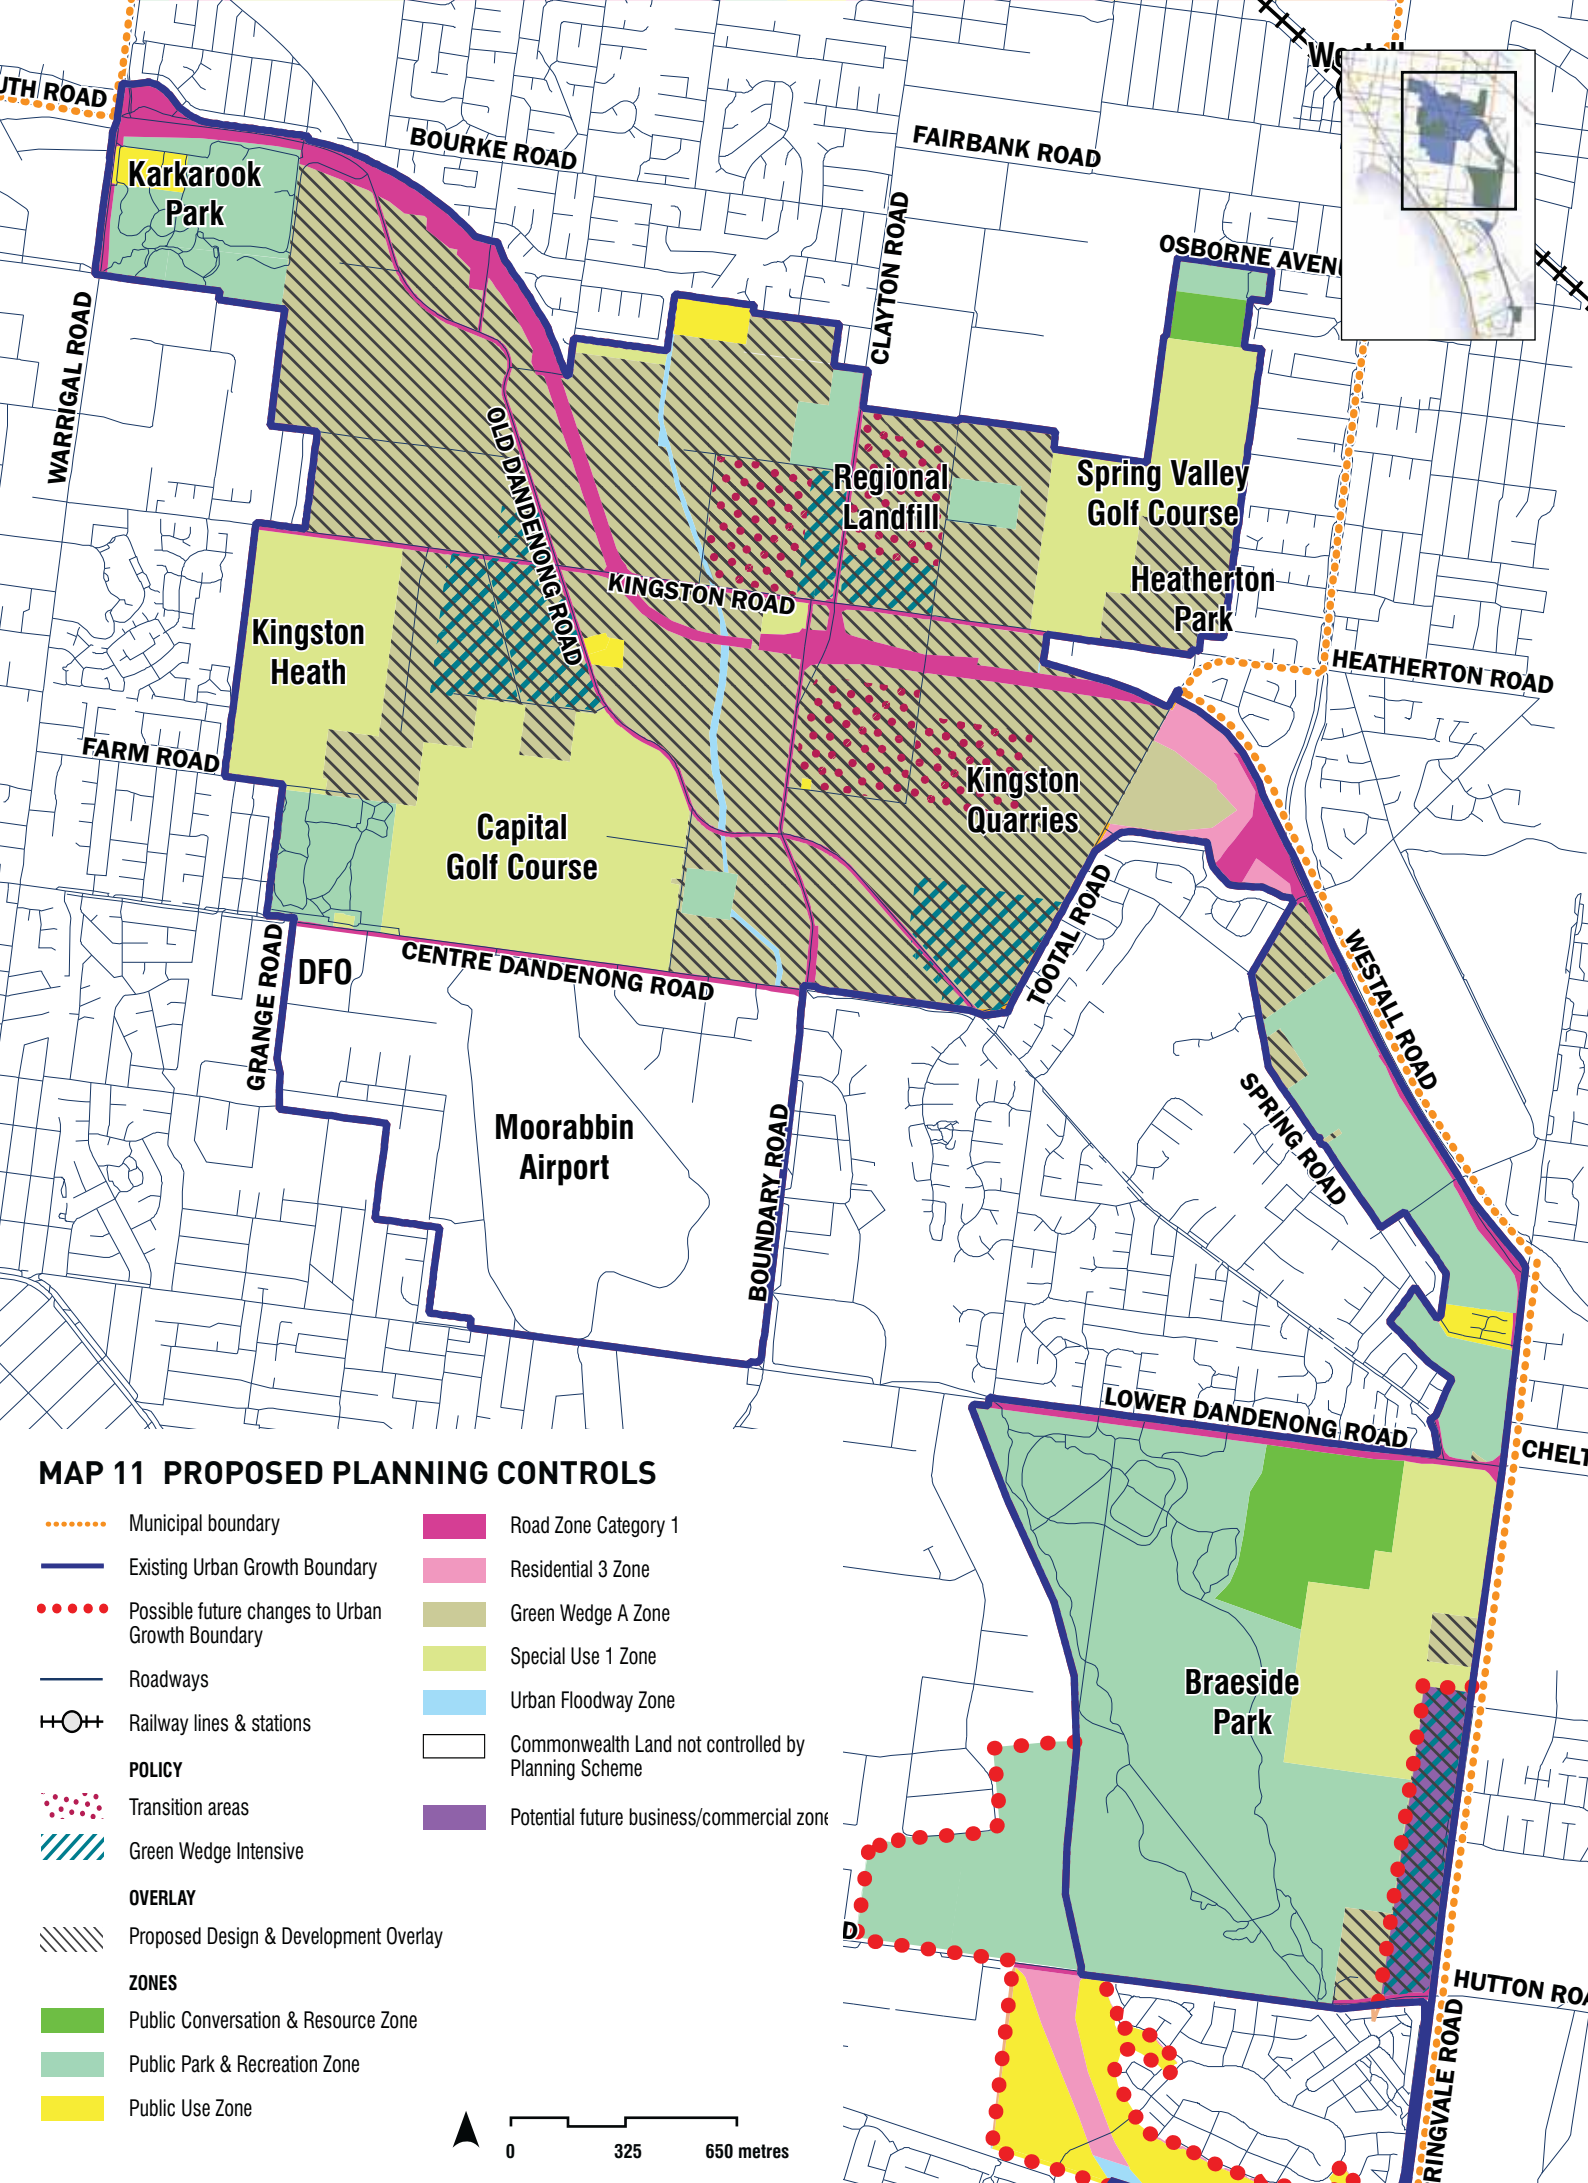 UTH ROAD
BOURKE ROAD
FAIRBANK ROAD
CLAYTON ROAD
OSBORNE AVEN
Karkarook
Park
WARRIGAL ROAD
OLD DANDENONG ROAD
Regional
Landfill
Spring Valley
Golf Course
KINGSTON ROAD
Heatherton
Park
Kingston
Heath
HEATHERTON ROAD
FARM ROAD
Kingston
Quarries
Capital
Golf Course
TOOTAL ROAD
WESTALL ROAD
GRANGE ROAD
DFO
CENTRE DANDENONG ROAD
SPRING ROAD
Moorabbin
Airport
BOUNDARY ROAD
LOWER DANDENONG ROAD
CHELT
Braeside
Park
D
HUTTON ROA
RINGVALE ROAD
MAP 11 PROPOSED PLANNING CONTROLS
Municipal boundary
Existing Urban Growth Boundary
Possible future changes to Urban
Growth Boundary
Roadways
Railway lines & stations
POLICY
Transition areas
Green Wedge Intensive
OVERLAY
Proposed Design & Development Overlay
ZONES
Public Conversation & Resource Zone
Public Park & Recreation Zone
Public Use Zone
Road Zone Category 1
Residential 3 Zone
Green Wedge A Zone
Special Use 1 Zone
Urban Floodway Zone
Commonwealth Land not controlled by
Planning Scheme
Potential future business/commercial zone
0 325 650 metres